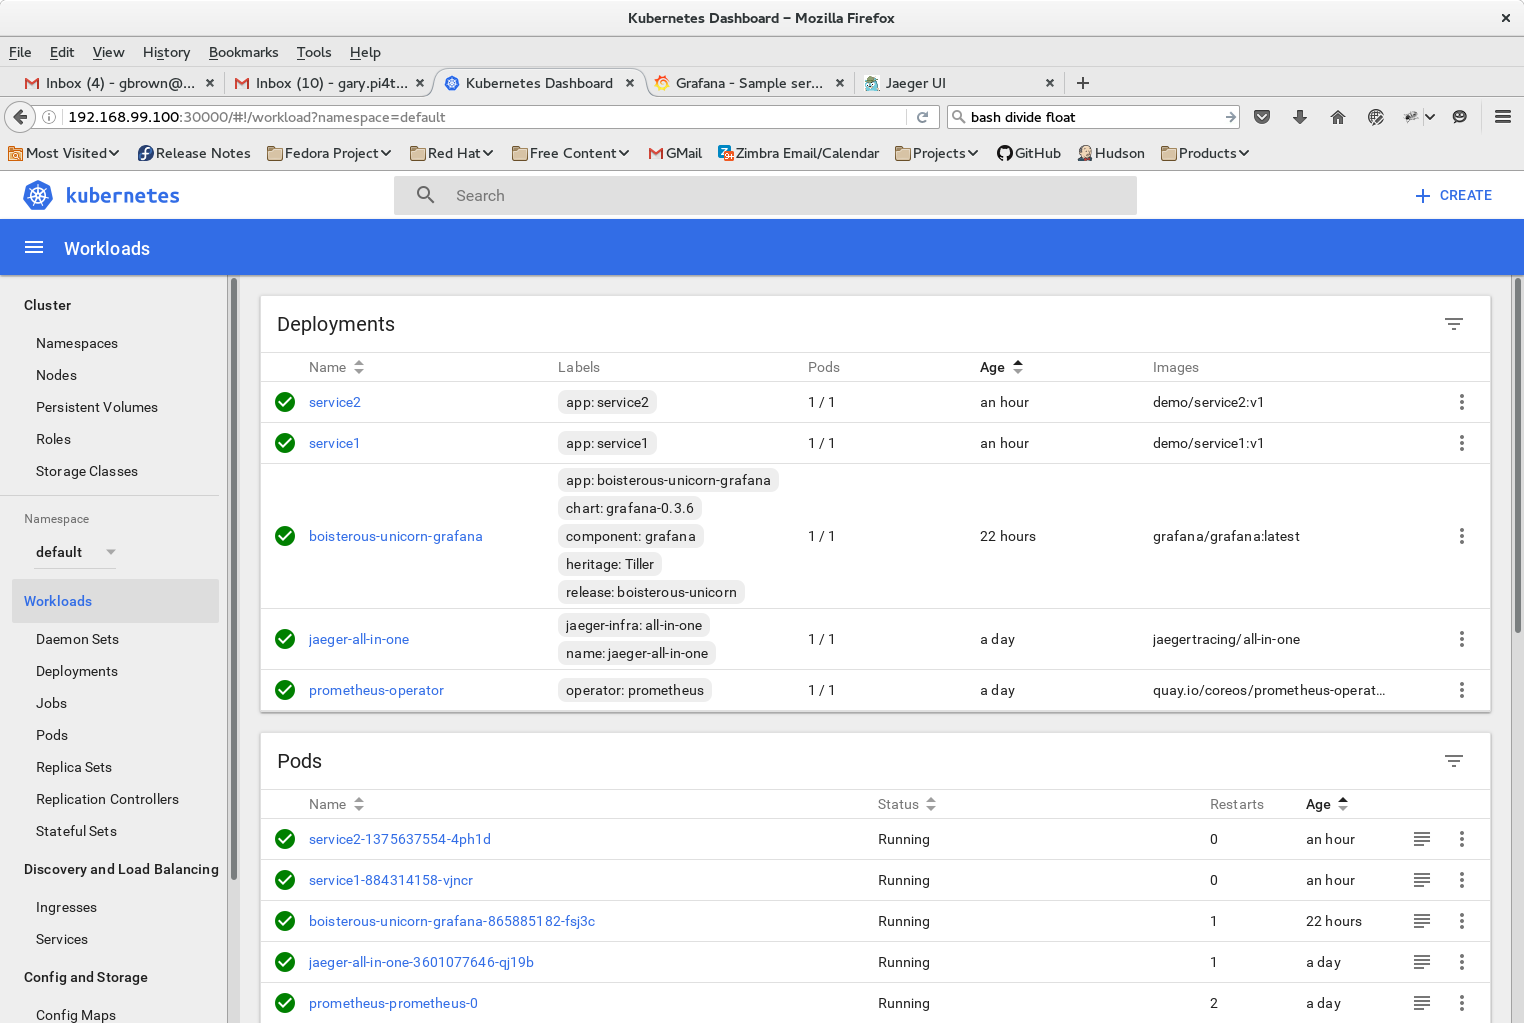 Kubernetes Dashboard – Mozilla Firefox
File Edit View History Bookmarks Tools Help
Inbox (4) - gbrown@... Inbox (10) - gary.pi4t... Kubernetes Dashboard Grafana - Sample ser... Jaeger UI
192.168.99.100:30000/#!/workload?namespace=default bash divide float
Most Visited Release Notes Fedora Project Red Hat Free Content GMail Zimbra Email/Calendar Projects GitHub Hudson Products
kubernetes Search CREATE
Workloads
Cluster
Namespaces
Nodes
Persistent Volumes
Roles
Storage Classes
Namespace
default
Workloads
Daemon Sets
Deployments
Jobs
Pods
Replica Sets
Replication Controllers
Stateful Sets
Discovery and Load Balancing
Ingresses
Services
Config and Storage
Config Maps
Deployments
Name Labels Pods Age Images
service2 app: service2 1 / 1 an hour demo/service2:v1
service1 app: service1 1 / 1 an hour demo/service1:v1
app: boisterous-unicorn-grafana
chart: grafana-0.3.6
boisterous-unicorn-grafana component: grafana 1 / 1 22 hours grafana/grafana:latest
heritage: Tiller
release: boisterous-unicorn
jaeger-infra: all-in-one
jaeger-all-in-one 1 / 1 a day jaegertracing/all-in-one
name: jaeger-all-in-one
prometheus-operator operator: prometheus 1 / 1 a day quay.io/coreos/prometheus-operat...
Pods
Name Status Restarts Age
service2-1375637554-4ph1d Running 0 an hour
service1-884314158-vjncr Running 0 an hour
boisterous-unicorn-grafana-865885182-fsj3c Running 1 22 hours
jaeger-all-in-one-3601077646-qj19b Running 1 a day
prometheus-prometheus-0 Running 2 a day